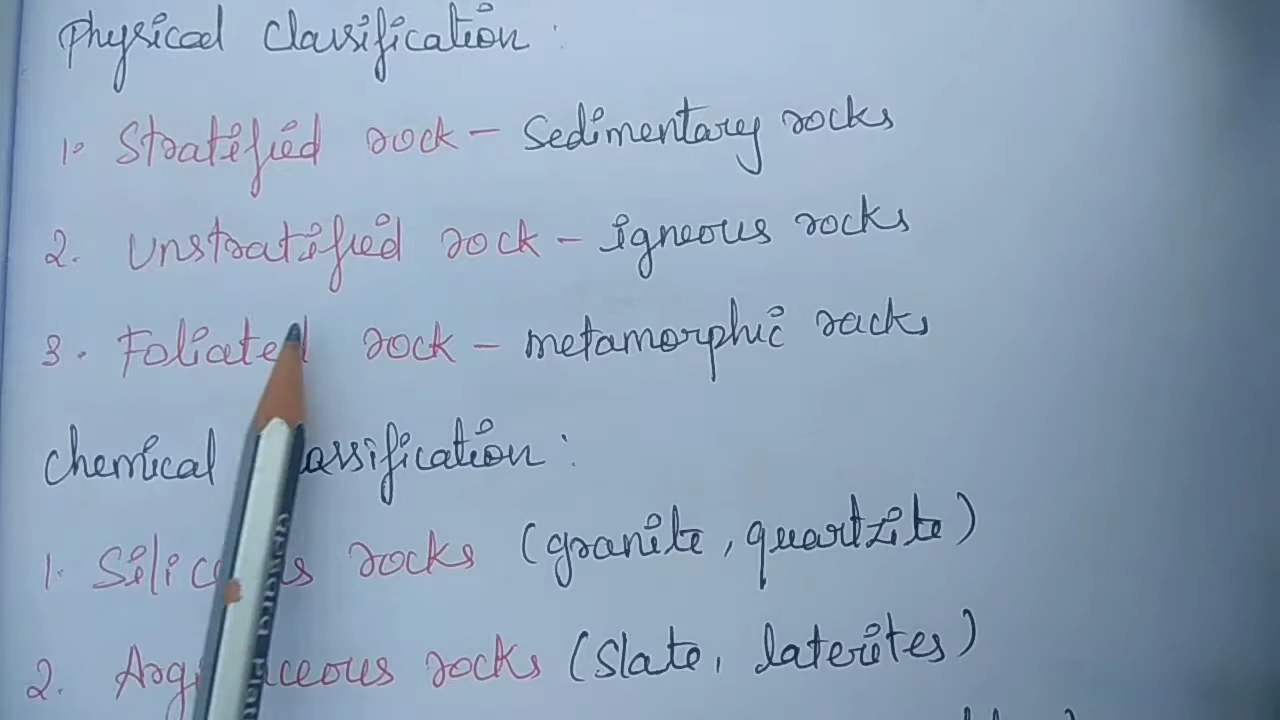 Physical classification:
1. Stratified rock - Sedimentary rocks
2. Unstratified rock - igneous rocks
3. Foliated rock - metamorphic racks
chemical
1. rocks (granite, quartzite)
2. rocks (slate, laterites)